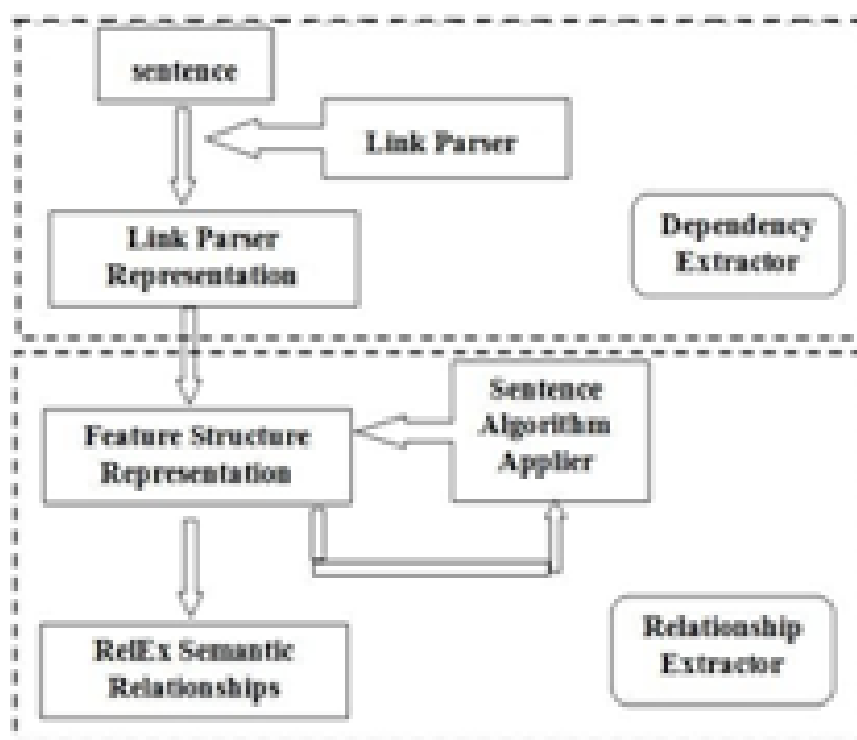 sentence
Link Parser
Link Parser
Representation
Dependency
Extractor
Sentence
Algorithm
Applier
Feature Structure
Representation
RelEx Semantic
Relationships
Relationship
Extractor